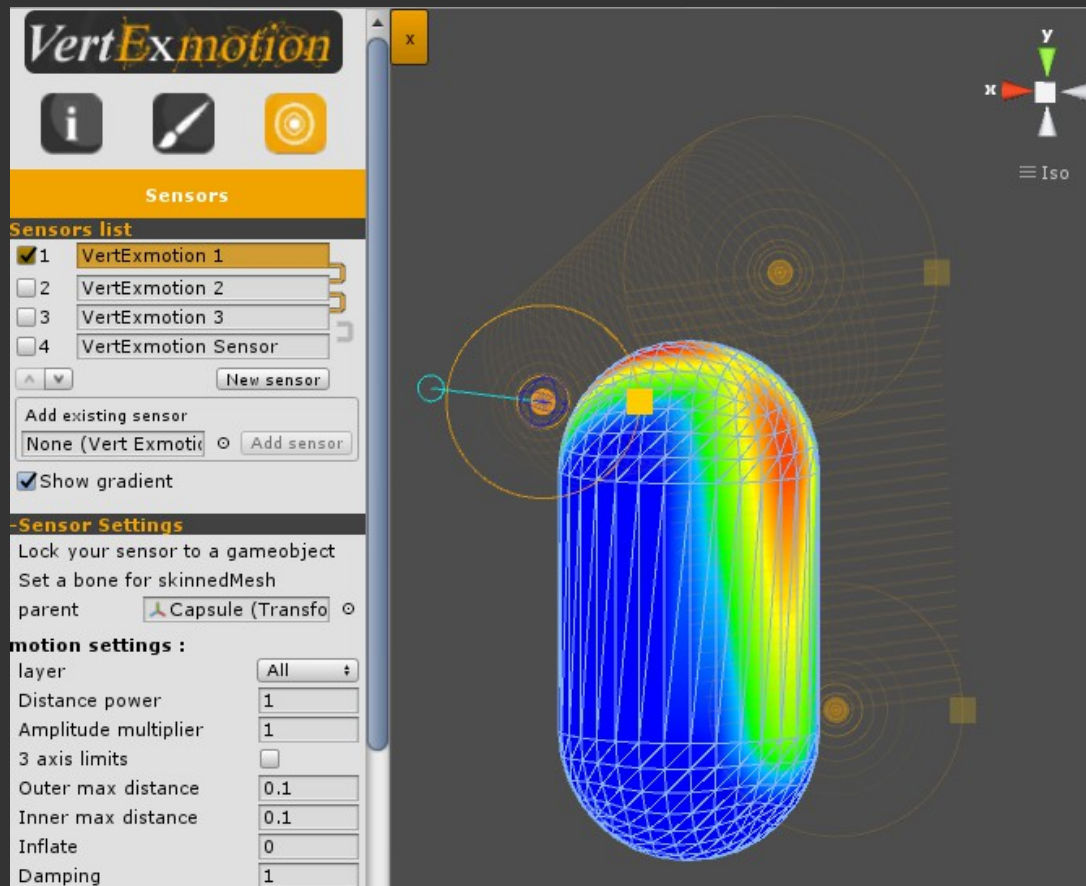 VertExmotion
x
y
x
Iso
Sensors
Sensors list
1 VertExmotion 1
2 VertExmotion 2
3 VertExmotion 3
4 VertExmotion Sensor
New sensor
Add existing sensor
None (Vert Exmotic
Add sensor
Show gradient
-Sensor Settings
Lock your sensor to a gameobject
Set a bone for skinnedMesh
parent Capsule (Transfo
motion settings :
layer All
Distance power 1
Amplitude multiplier 1
3 axis limits
Outer max distance 0.1
Inner max distance 0.1
Inflate 0
Damping 1